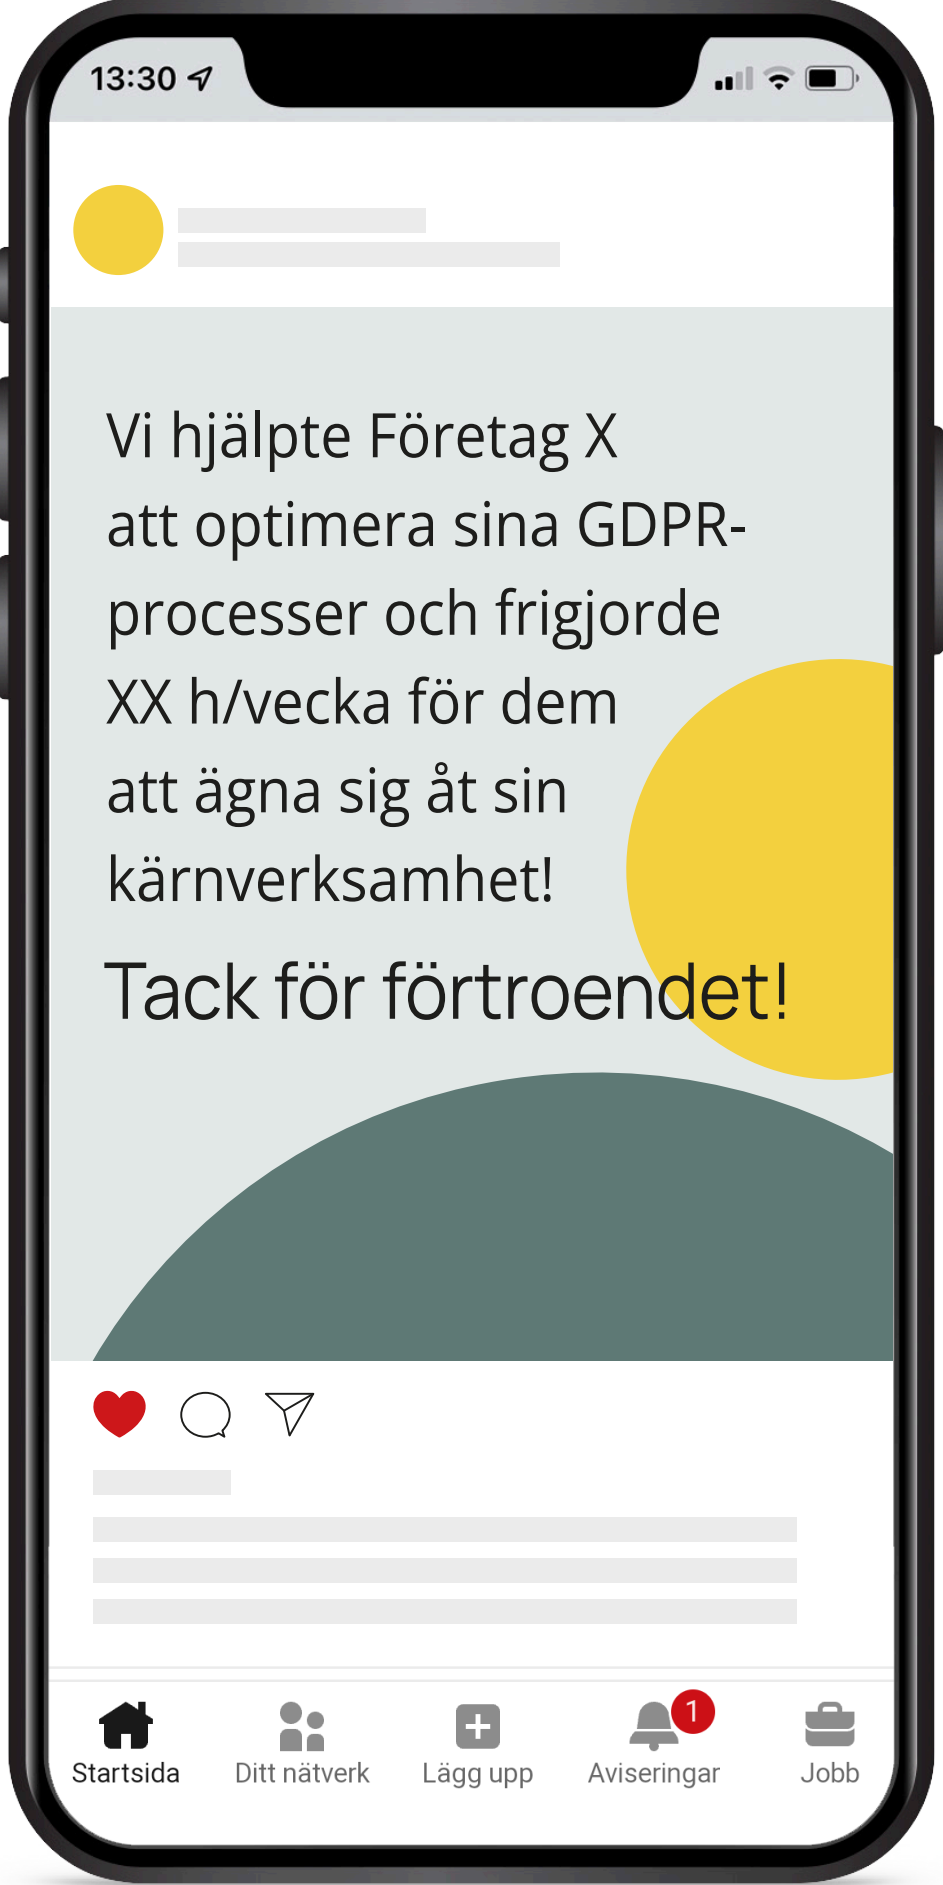 13:30
Vi hjälpte Företag X
att optimera sina GDPR-
processer och frigjorde
XX h/vecka för dem
att ägna sig åt sin
kärnverksamhet!
Tack för förtroendet!
1
Startsida
Ditt nätverk
Lägg upp
Aviseringar
Jobb